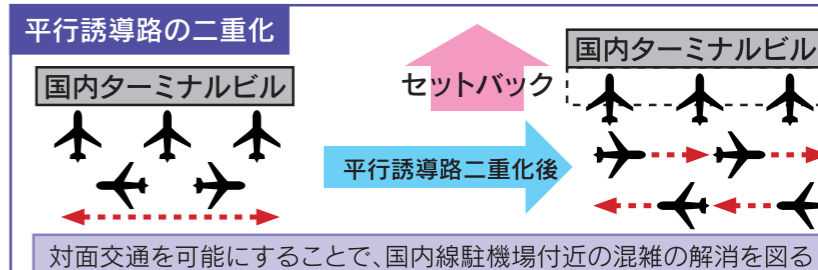 平行誘導路の二重化
国内ターミナルビル
セットバック
平行誘導路二重化後
国内ターミナルビル
対面交通を可能にすることで、国内線駐機場付近の混雑の解消を図る